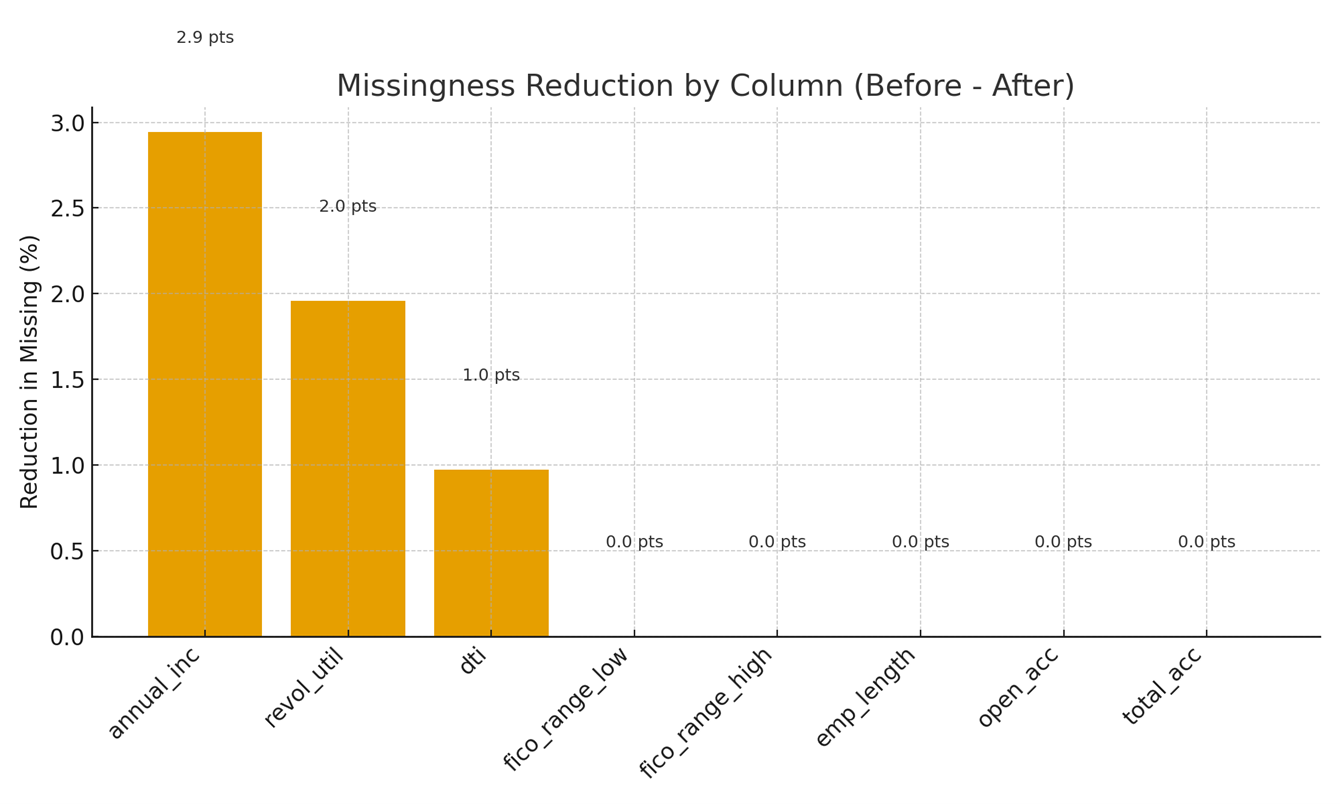 2.9 pts
Missingness Reduction by Column (Before - After)
Reduction in Missing (%)
3.0
2.5
2.0
1.5
1.0
0.5
0.0
2.0 pts
1.0 pts
0.0 pts
0.0 pts
0.0 pts
0.0 pts
0.0 pts
annual_inc
revol_util
dti
fico_range_low
fico_range_high
emp_length
open_acc
total_acc